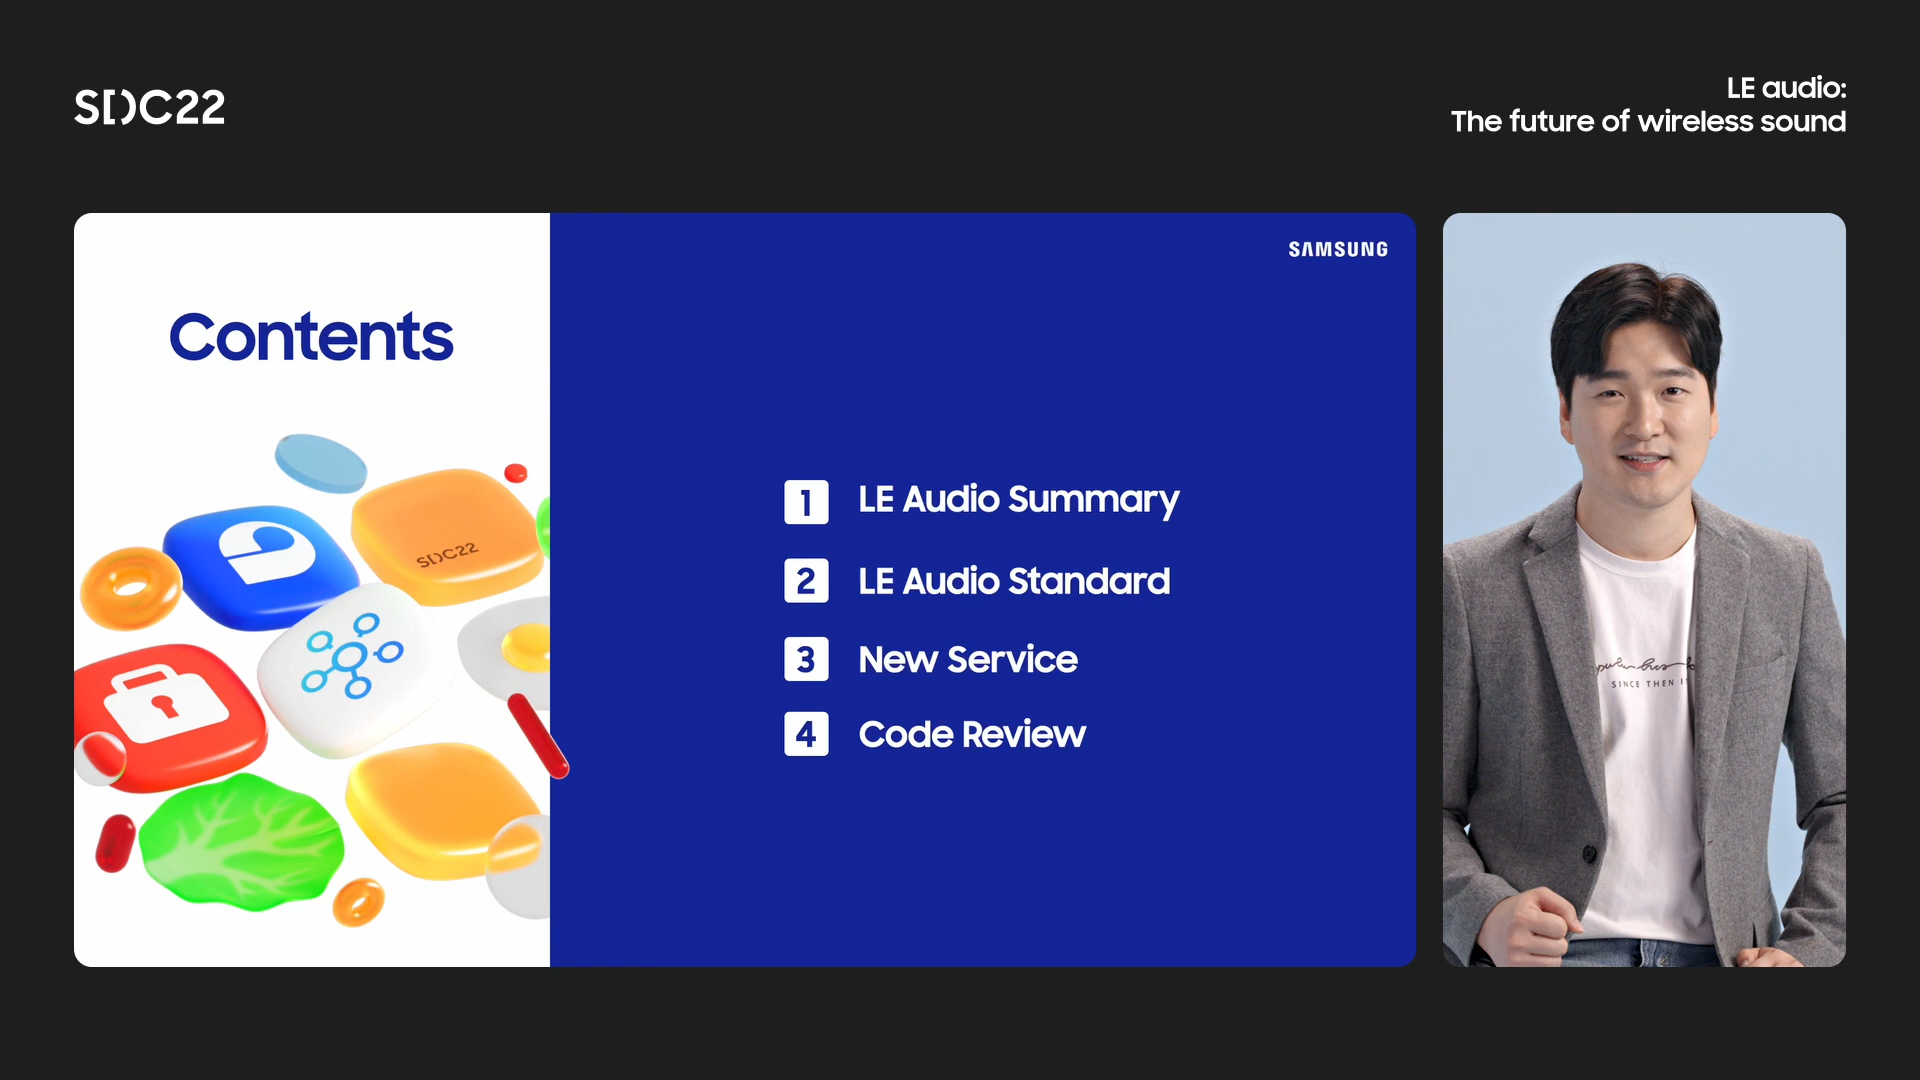 SDC22
LE audio:
The future of wireless sound
SAMSUNG
Contents
SDC22
1 LE Audio Summary
2 LE Audio Standard
3 New Service
4 Code Review
SINCE THEN